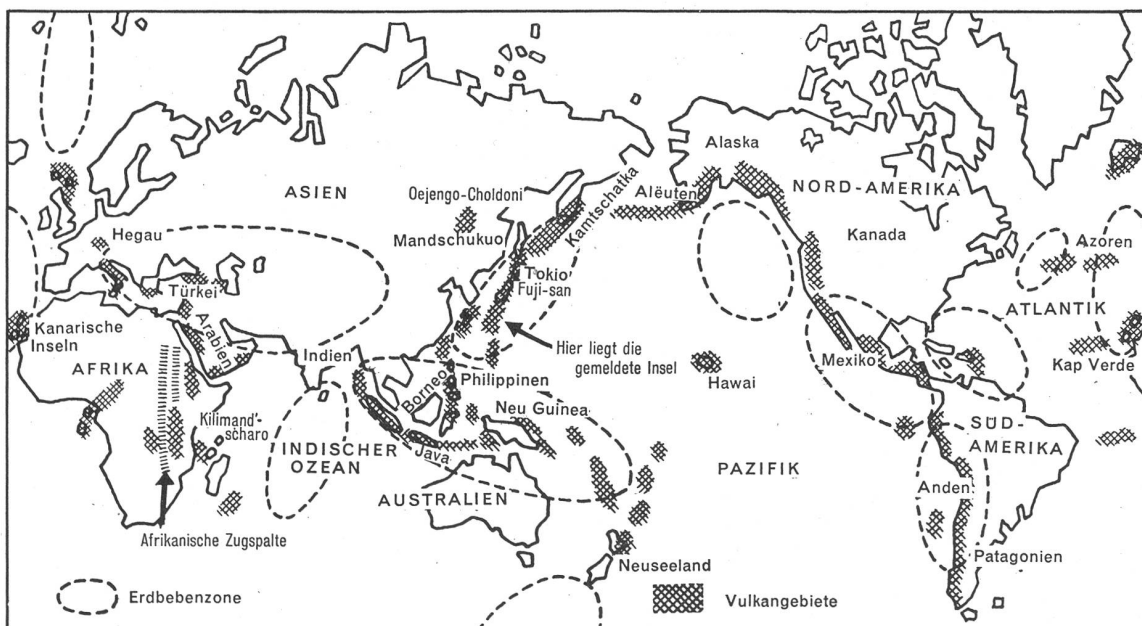 Alaska
ASIEN
Oejengo-Choldoni
Kamtschatka
Alëuten
NORD-AMERIKA
Hegau
Mandschukuo
Kanada
Azoren
Türkei
Tokio
Fuji-san
ATLANTIK
Kanarische
Inseln
Arabien
Indien
Hier liegt die
gemeldete Insel
Mexiko
Kap Verde
AFRIKA
Borneo
Philippinen
Hawai
Kilimand'-
scharo
Neu Guinea
SÜD-
AMERIKA
INDISCHER
OZEAN
Java
PAZIFIK
AUSTRALIEN
Anden
Afrikanische Zugspalte
Neuseeland
Patagonien
Erdbebenzone
Vulkangebiete